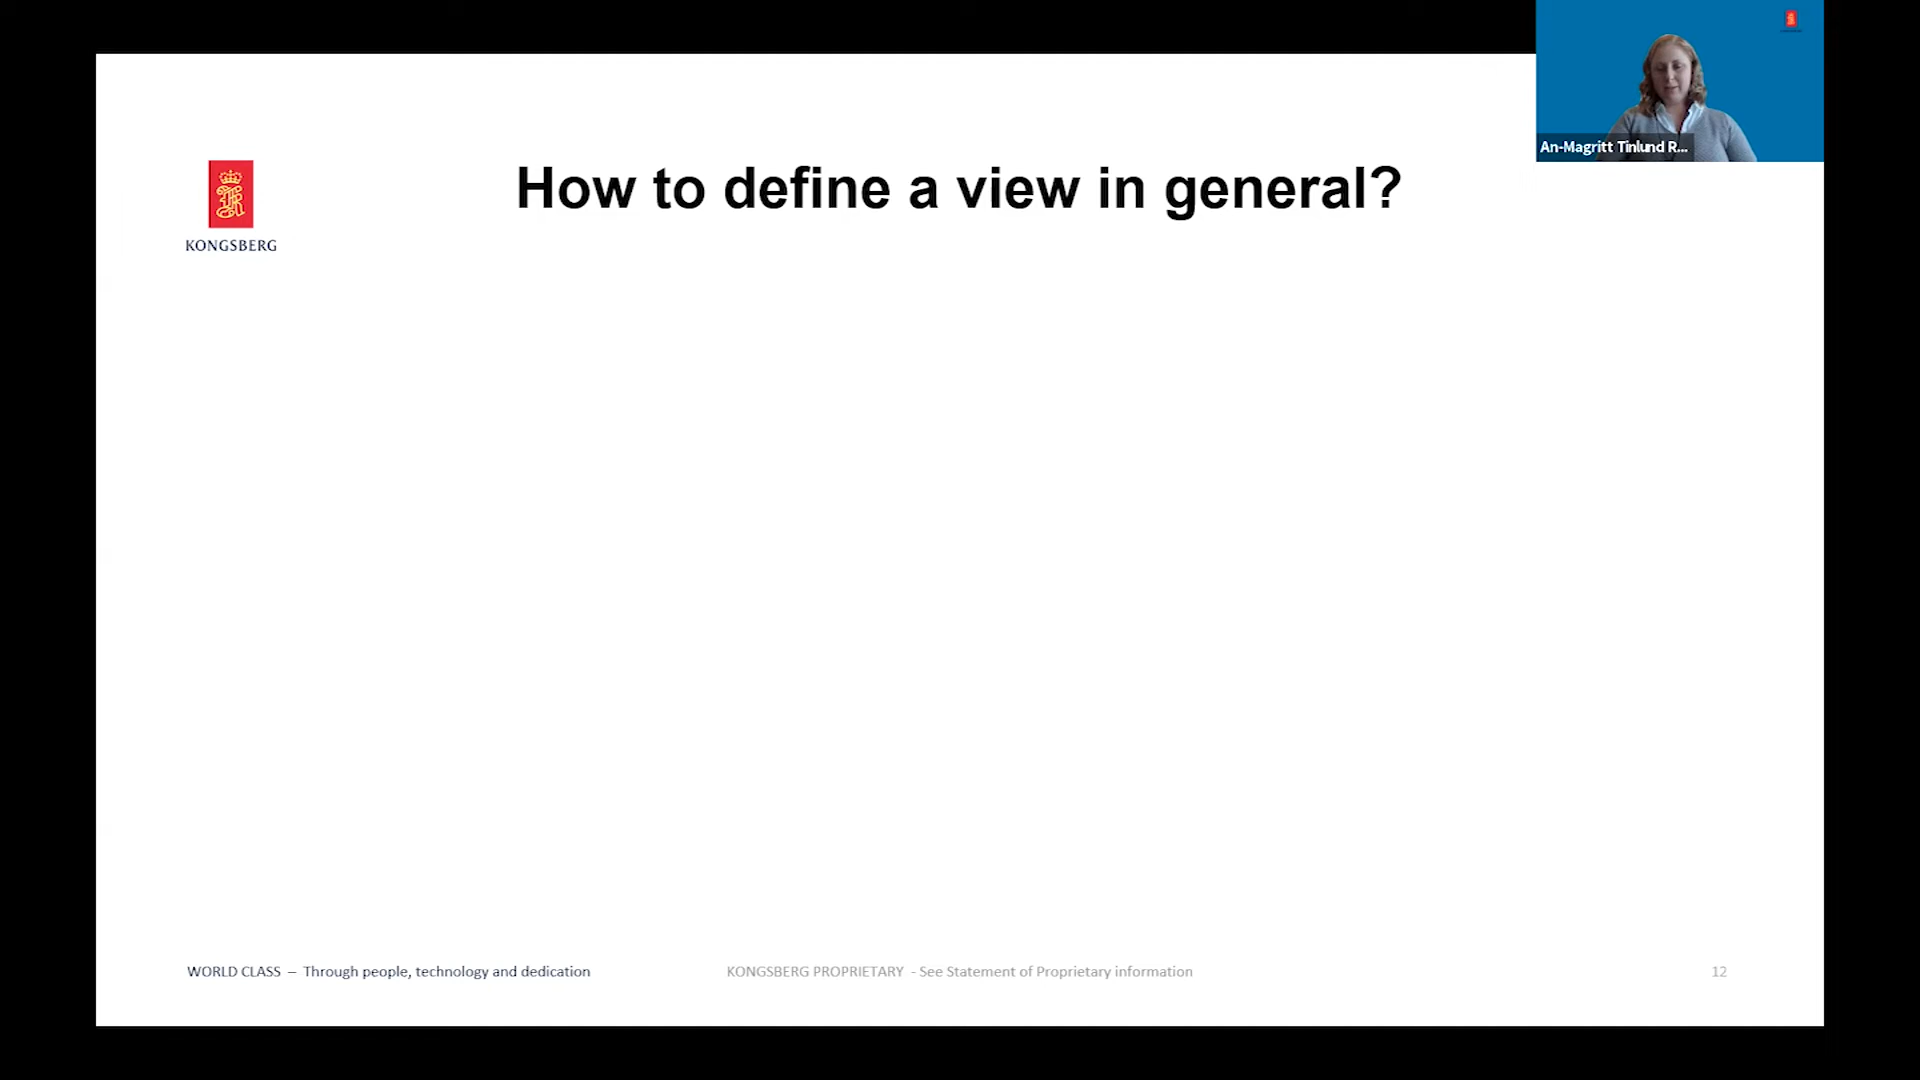 An-Magritt Tinlund R...
How to define a view in general?
KONGSBERG
WORLD CLASS – Through people, technology and dedication
KONGSBERG PROPRIETARY - See Statement of Proprietary information
12